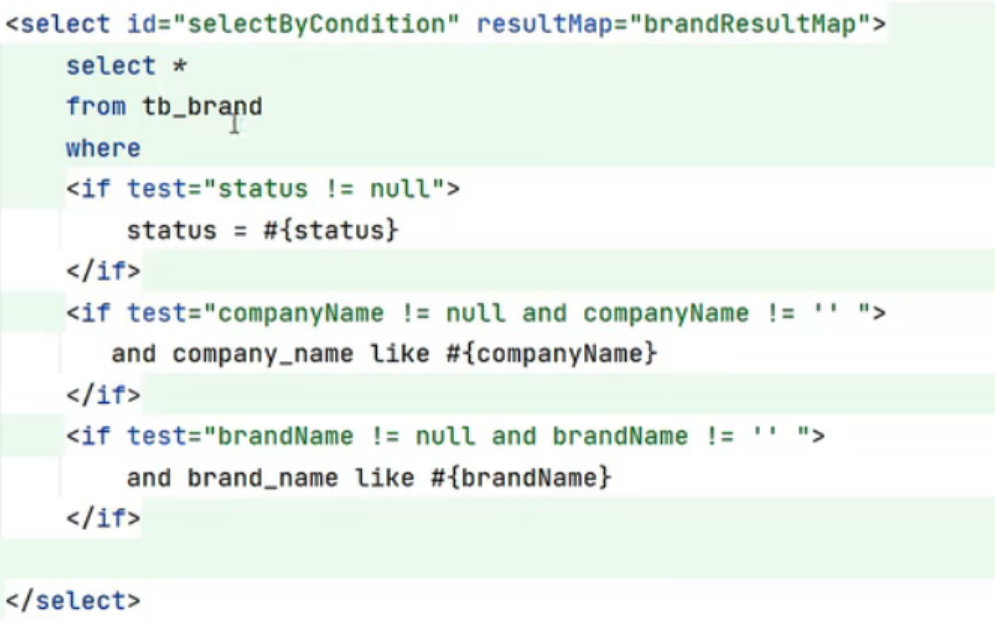 <select id="selectByCondition" resultMap="brandResultMap">
    select *
    from tb_brand
    where
    <if test="status != null">
        status = #{status}
    </if>
    <if test="companyName != null and companyName != '' ">
       and company_name like #{companyName}
    </if>
    <if test="brandName != null and brandName != '' ">
        and brand_name like #{brandName}
    </if>
</select>